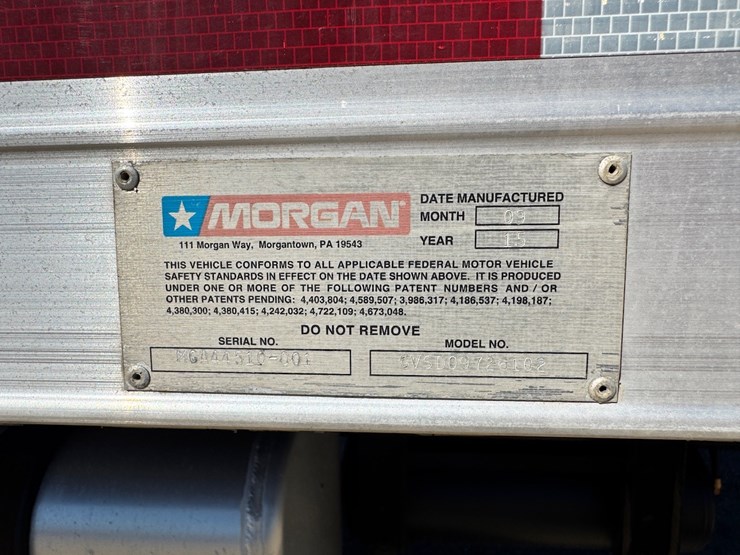 MORGAN®
111 Morgan Way, Morgantown, PA 19543
DATE MANUFACTURED
MONTH 09
YEAR 15
THIS VEHICLE CONFORMS TO ALL APPLICABLE FEDERAL MOTOR VEHICLE
SAFETY STANDARDS IN EFFECT ON THE DATE SHOWN ABOVE. IT IS PRODUCED
UNDER ONE OR MORE OF THE FOLLOWING PATENT NUMBERS AND / OR
OTHER PATENTS PENDING: 4,403,804; 4,589,507; 3,986,317; 4,186,537; 4,198,187;
4,380,300; 4,380,415; 4,242,032; 4,722,109; 4,673,048.
DO NOT REMOVE
SERIAL NO.
MODEL NO.